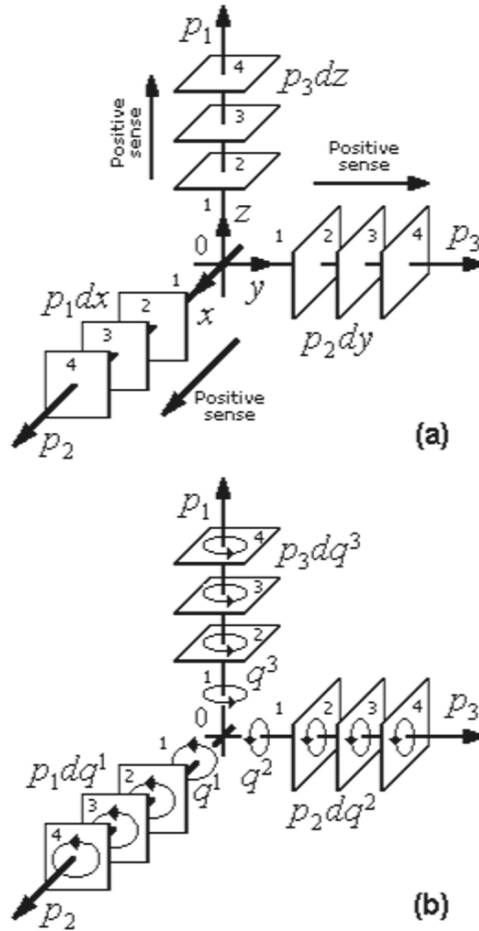 p₁
4
p₃dz
3
2
Positive sense
Positive sense
1
z
0
1
2
3
4
p₃
y
p₂dy
1
p₁dx
2
x
3
4
Positive sense
p₂
(a)
p₁
4
p₃dq³
3
2
1
q³
0
1
2
3
4
p₃
q²
p₂dq²
1
q¹
p₁dq¹
2
3
4
p₂
(b)